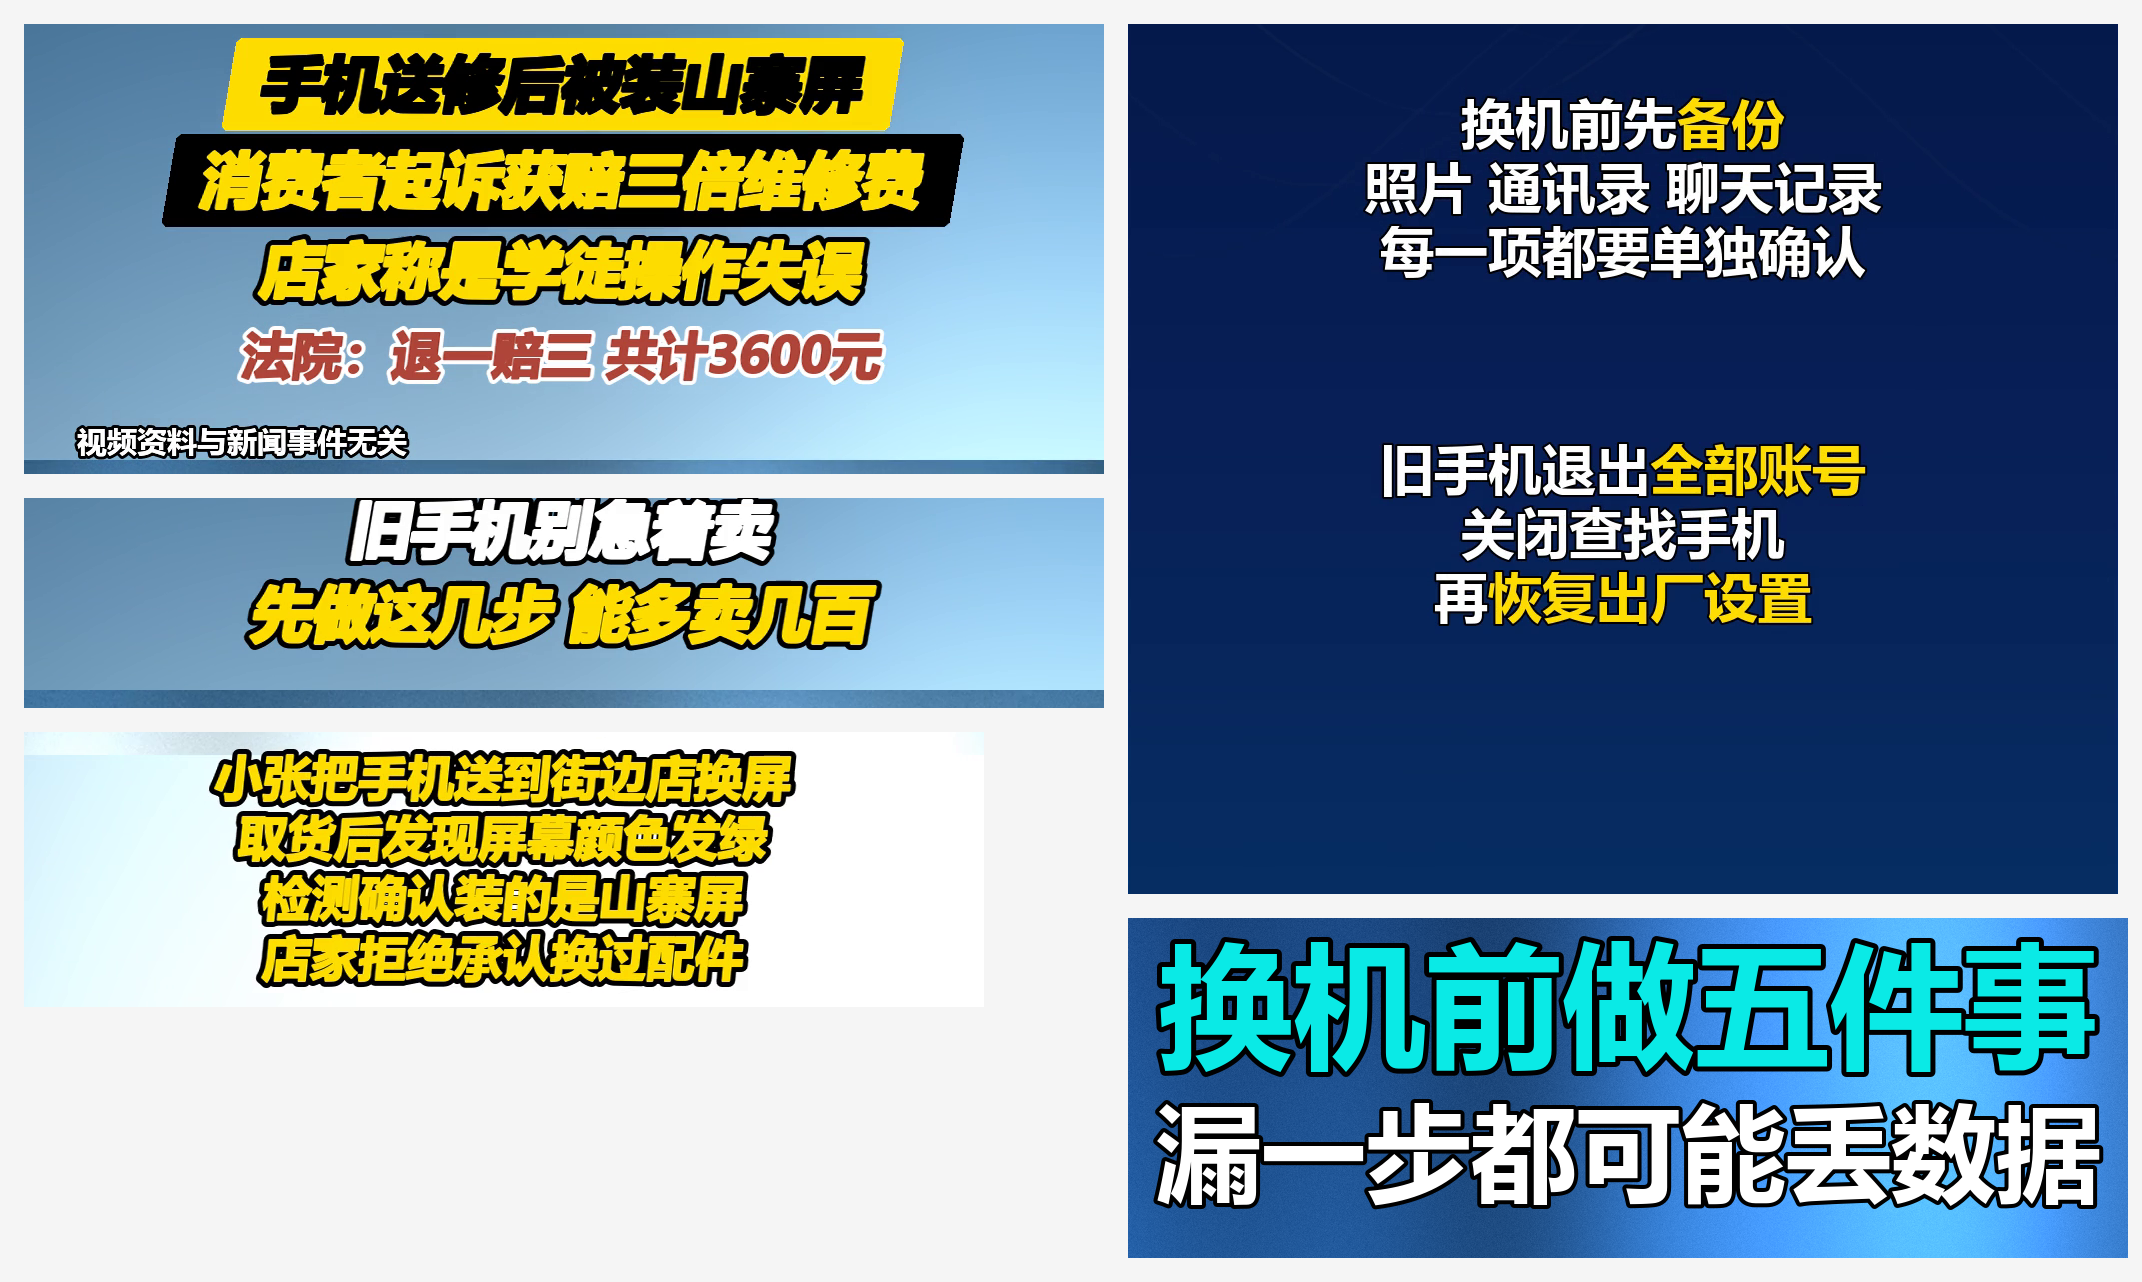 手机送修后被装山寨屏
消费者起诉获赔三倍维修费
店家称是学徒操作失误
法院：退一赔三 共计3600元
视频资料与新闻事件无关
旧手机别急着卖
先做这几步 能多卖几百
小张把手机送到街边店换屏
取货后发现屏幕颜色发绿
检测确认装的是山寨屏
店家拒绝承认换过配件
换机前先备份
照片 通讯录 聊天记录
每一项都要单独确认
旧手机退出全部账号
关闭查找手机
再恢复出厂设置
换机前做五件事
漏一步都可能丢数据